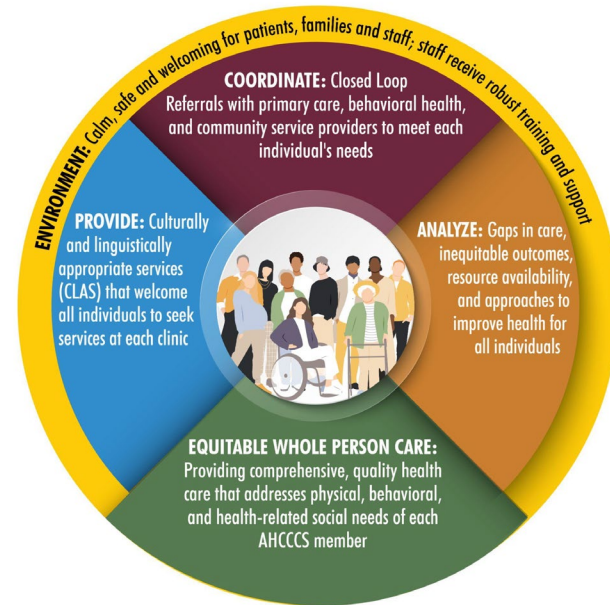 ENVIRONMENT: Calm, safe and welcoming for patients, families and staff; staff receive robust training and support
COORDINATE: Closed Loop
Referrals with primary care, behavioral health,
and community service providers to meet each
individual's needs
PROVIDE: Culturally
and linguistically
appropriate services
(CLAS) that welcome
all individuals to seek
services at each clinic
ANALYZE: Gaps in care,
inequitable outcomes,
resource availability,
and approaches to
improve health for
all individuals
EQUITABLE WHOLE PERSON CARE:
Providing comprehensive, quality health
care that addresses physical, behavioral,
and health-related social needs of each
AHCCCS member